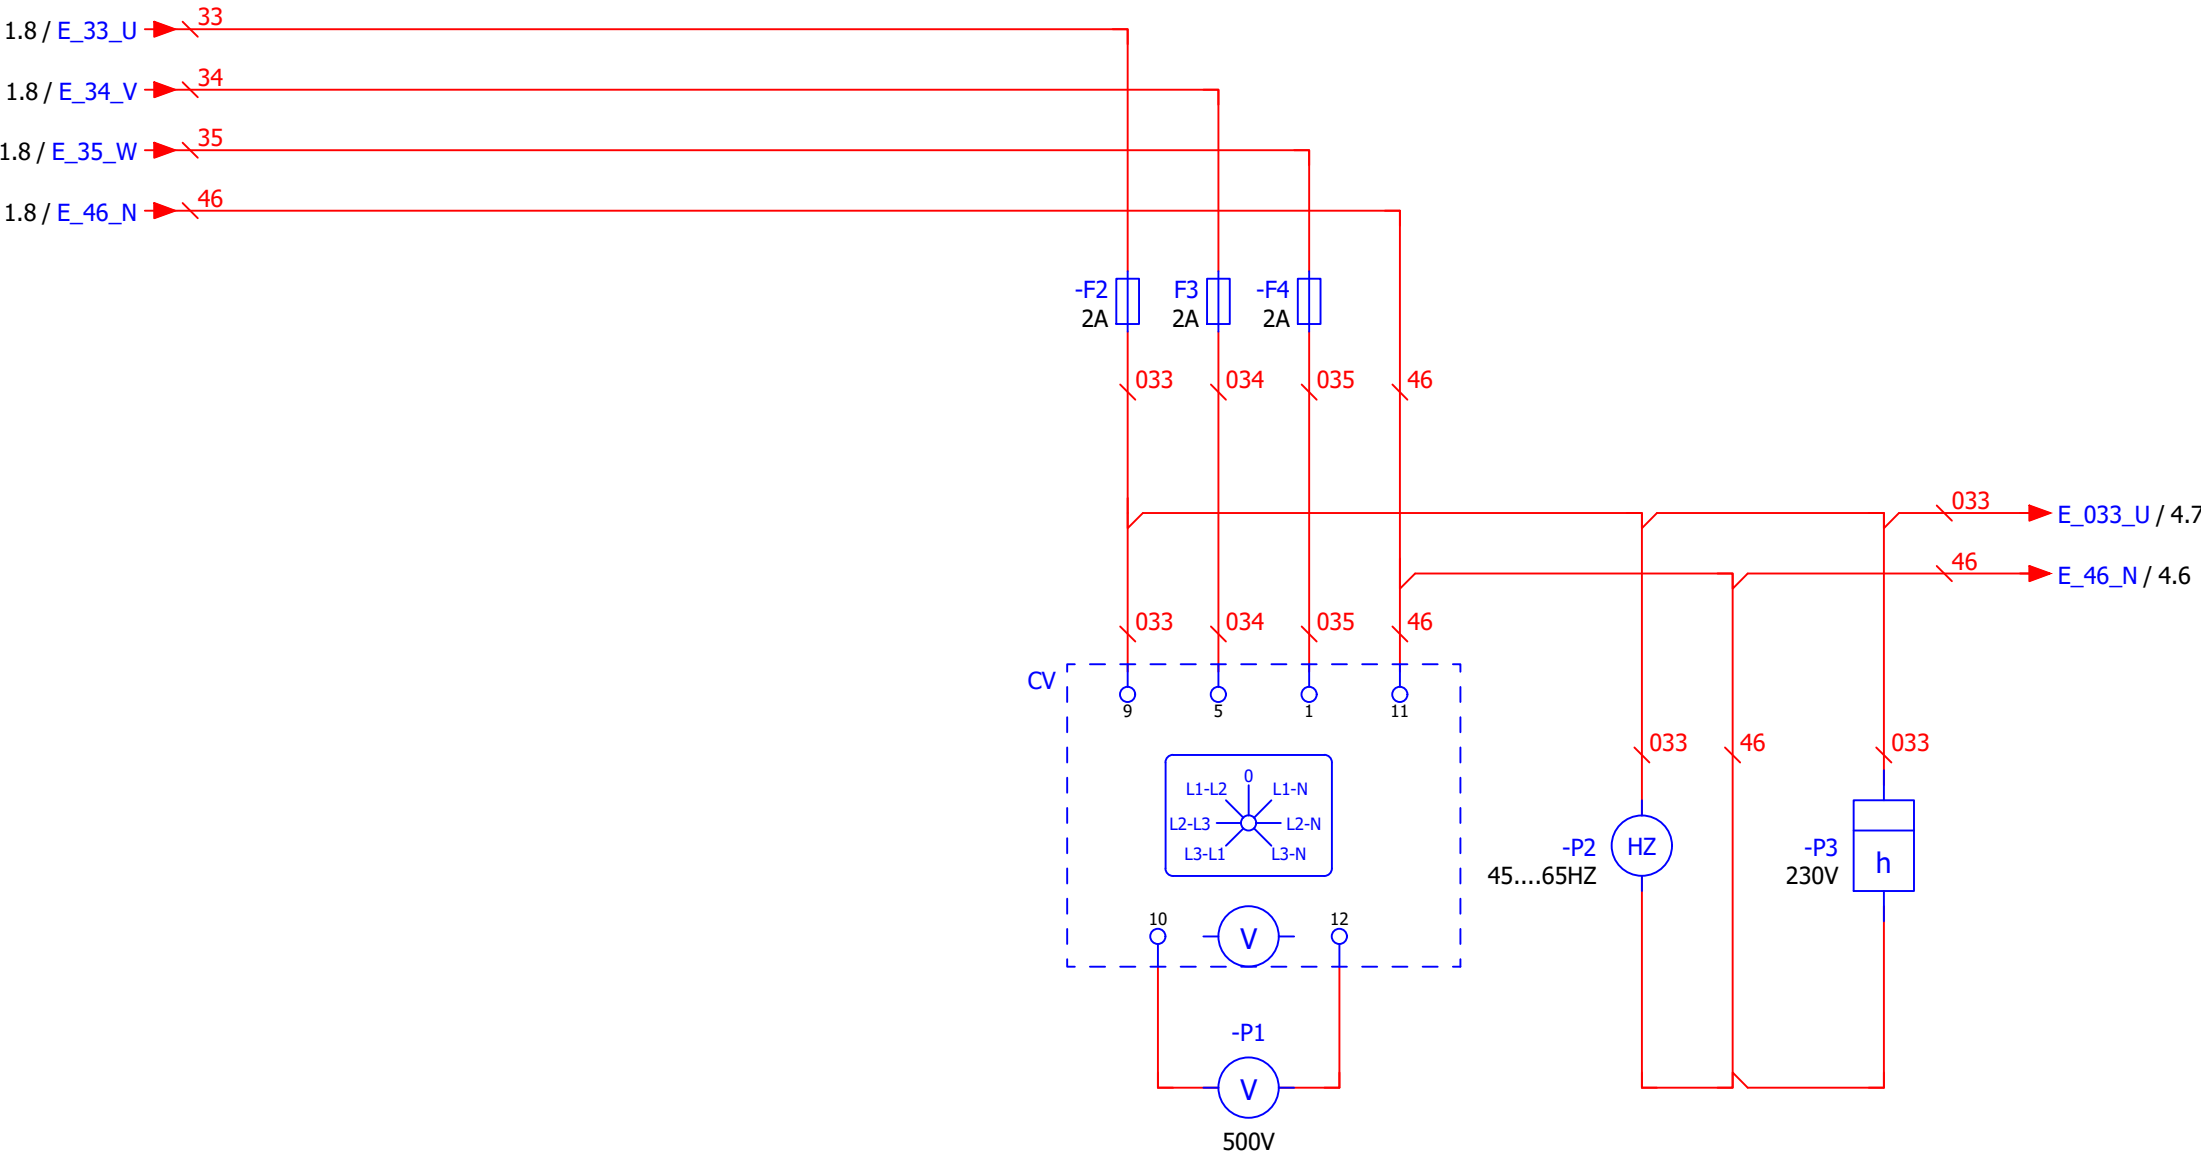 33
1.8 / E_33_U
34
1.8 / E_34_V
35
1.8 / E_35_W
46
1.8 / E_46_N
-F2 F3 -F4
2A 2A 2A
033 034 035 46
033
E_033_U / 4.7
46
E_46_N / 4.6
033 034 035 46
CV
9 5 1 11
033 46 033
0
L1-L2 L1-N
L2-L3 L2-N
L3-L1 L3-N
-P2 HZ -P3
45....65HZ 230V h
10 12
V
-P1
V
500V